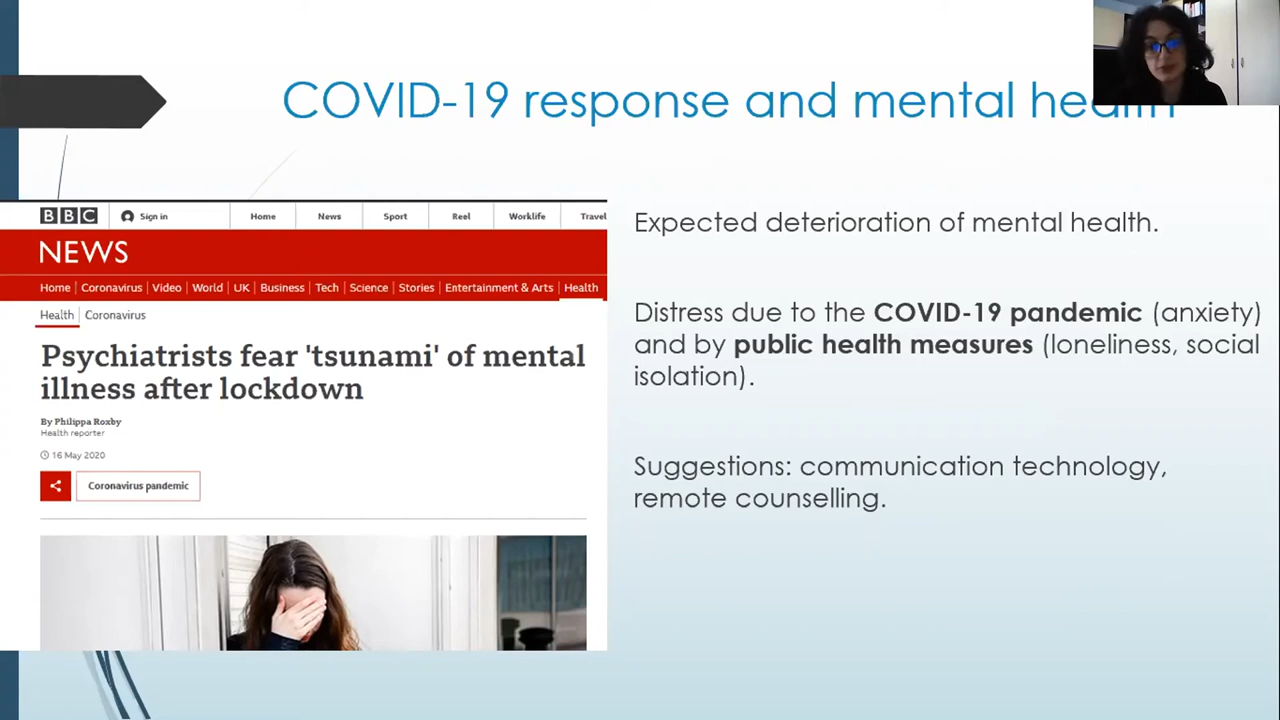 COVID-19 response and mental health
BBC
Sign in
Home
News
Sport
Reel
Worklife
Travel
NEWS
Home
Coronavirus
Video
World
UK
Business
Tech
Science
Stories
Entertainment & Arts
Health
Health
Coronavirus
Psychiatrists fear 'tsunami' of mental
illness after lockdown
By Philippa Roxby
Health reporter
16 May 2020
Coronavirus pandemic
Expected deterioration of mental health.
Distress due to the COVID-19 pandemic (anxiety)
and by public health measures (loneliness, social
isolation).
Suggestions: communication technology,
remote counselling.